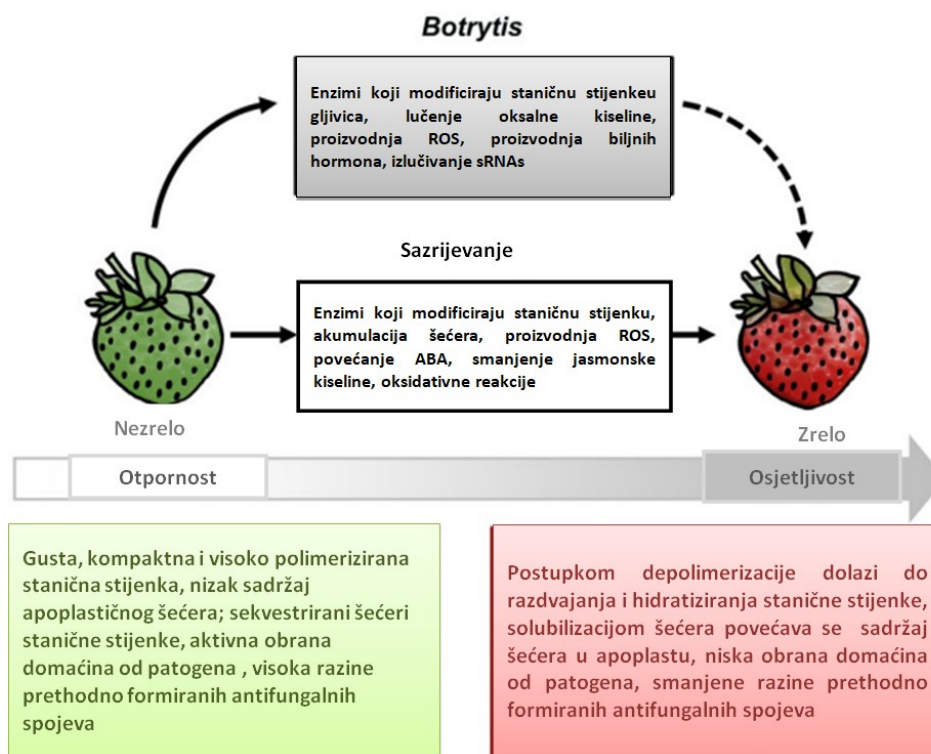 Botrytis
Enzimi koji modificiraju staničnu stijenkeu
gljivica, lučenje oksalne kiseline,
proizvodnja ROS, proizvodnja biljnih
hormona, izlučivanje sRNAs
Sazrijevanje
Enzimi koji modificiraju staničnu stijenku,
akumulacija šećera, proizvodnja ROS,
povećanje ABA, smanjenje jasmonske
kiseline, oksidativne reakcije
Nezrelo
Zrelo
Otpornost
Osjetljivost
Gusta, kompaktna i visoko polimerizirana
stanična stijenka, nizak sadržaj
apoplastičnog šećera; sekvestrirani šećeri
stanične stijenke, aktivna obrana
domaćina od patogena , visoka razine
prethodno formiranih antifungalnih
spojeva
Postupkom depolimerizacije dolazi do
razdvajanja i hidratiziranja stanične stijenke,
solubilizacijom šećera povećava se sadržaj
šećera u apoplastu, niska obrana domaćina
od patogena, smanjene razine prethodno
formiranih antifungalnih spojeva